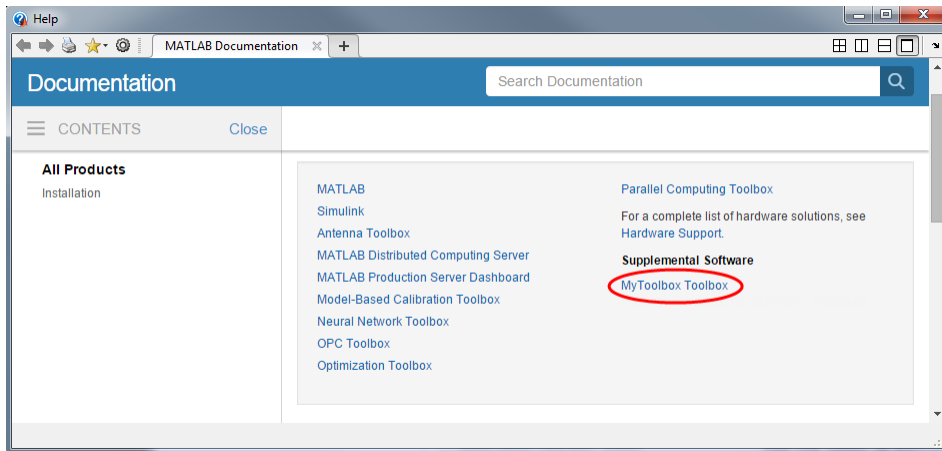 Help
MATLAB Documentation
Documentation
Search Documentation
CONTENTS
Close
All Products
Installation
MATLAB
Simulink
Antenna Toolbox
MATLAB Distributed Computing Server
MATLAB Production Server Dashboard
Model-Based Calibration Toolbox
Neural Network Toolbox
OPC Toolbox
Optimization Toolbox
Parallel Computing Toolbox
For a complete list of hardware solutions, see
Hardware Support.
Supplemental Software
MyToolbox Toolbox